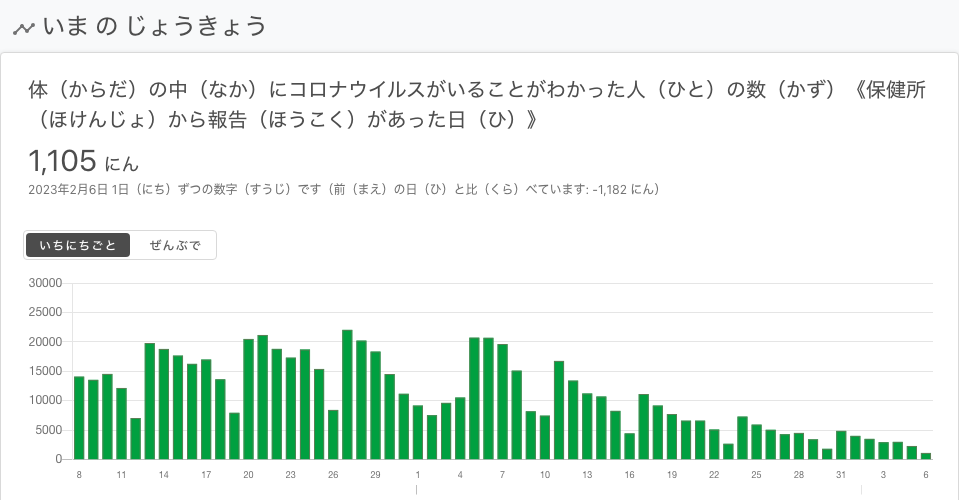 いま の じょうきょう
体（からだ）の中（なか）にコロナウイルスがいることがわかった人（ひと）の数（かず）《保健所
（ほけんじょ）から報告（ほうこく）があった日（ひ）》
1,105 にん
2023年2月6日 1日（にち）ずつの数字（すうじ）です（前（まえ）の日（ひ）と比（くら）べています: -1,182 にん）
いちにちごと ぜんぶで
30000
25000
20000
15000
10000
5000
0
8 11 14 17 20 23 26 29 1 4 7 10 13 16 19 22 25 28 31 3 6